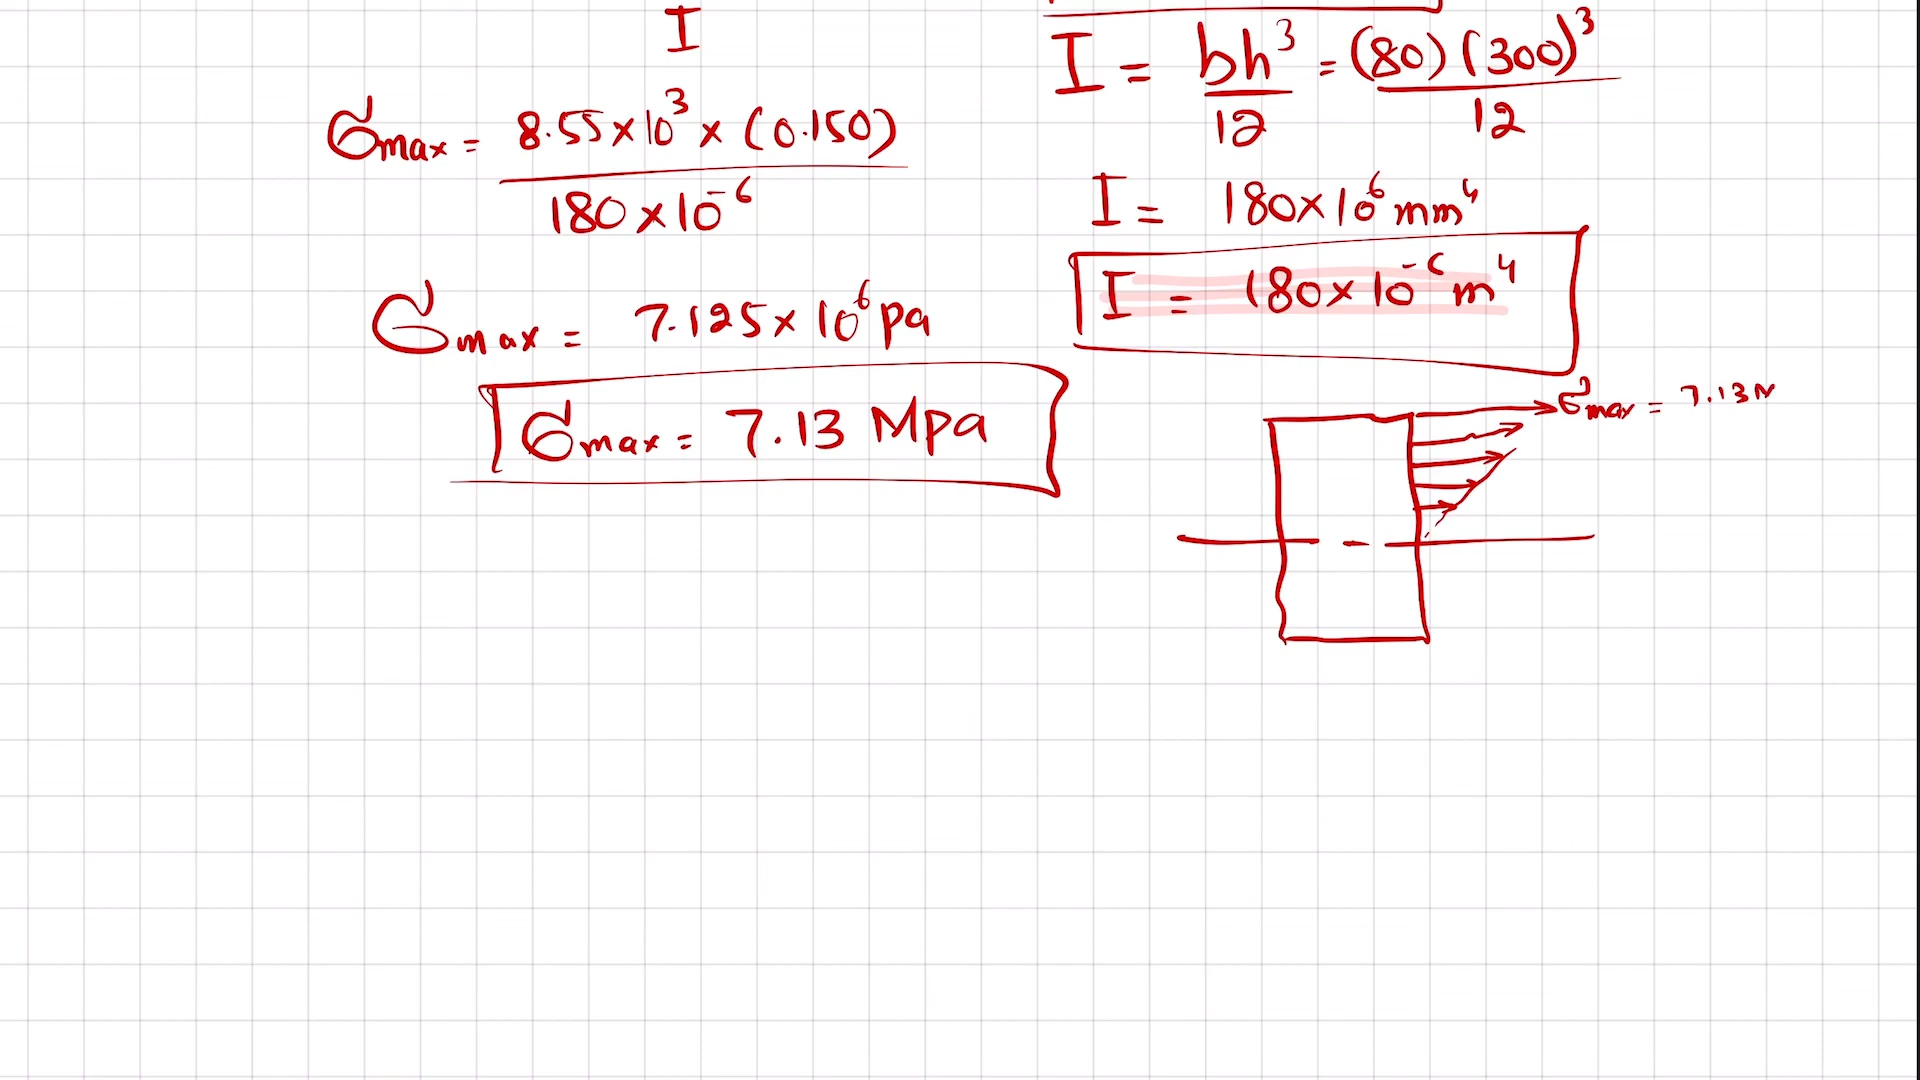 I
σmax = 8.55×10³ × (0.150) / 180×10⁻⁶
σmax = 7.125×10⁶ pa
σmax = 7.13 Mpa
I = bh³/12 = (80)(300)³/12
I = 180×10⁶ mm⁴
I = 180×10⁻⁶ m⁴
σmax = 7.13 N